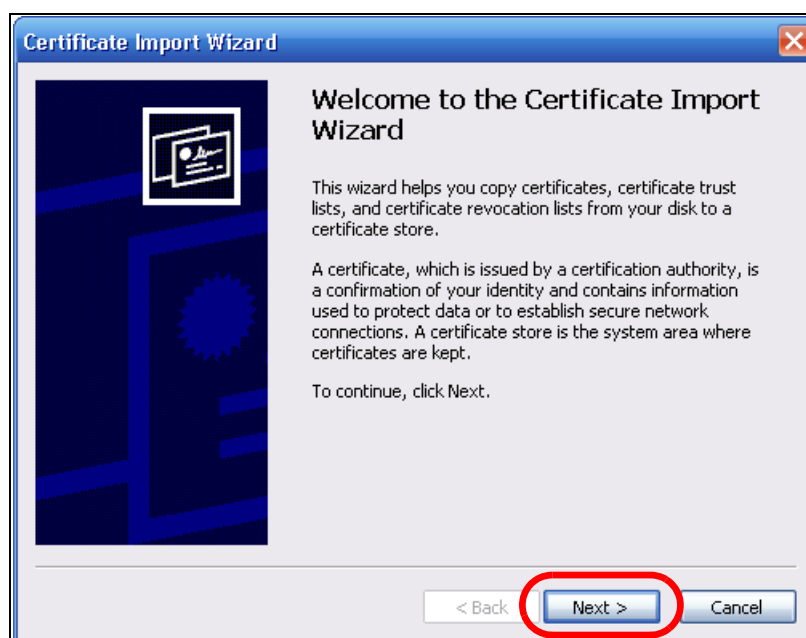 Certificate Import Wizard
Welcome to the Certificate Import
Wizard
This wizard helps you copy certificates, certificate trust
lists, and certificate revocation lists from your disk to a
certificate store.
A certificate, which is issued by a certification authority, is
a confirmation of your identity and contains information
used to protect data or to establish secure network
connections. A certificate store is the system area where
certificates are kept.
To continue, click Next.
< Back Next > Cancel